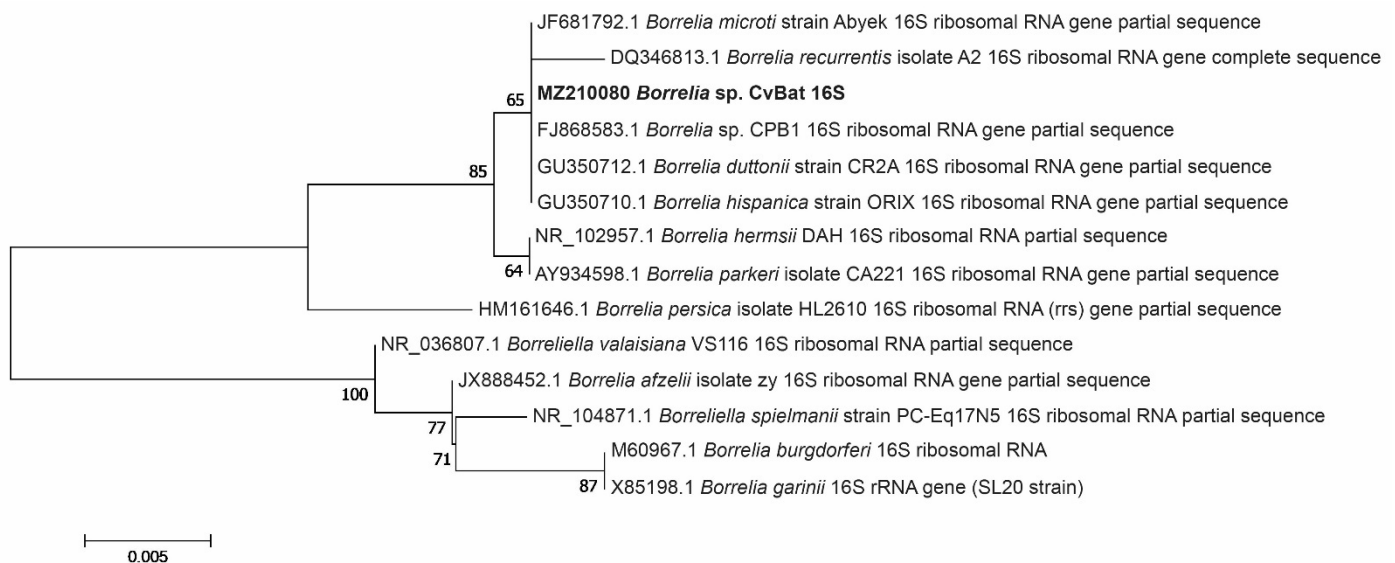 JF681792.1 Borrelia microti strain Abyek 16S ribosomal RNA gene partial sequence
DQ346813.1 Borrelia recurrentis isolate A2 16S ribosomal RNA gene complete sequence
65
MZ210080 Borrelia sp. CvBat 16S
FJ868583.1 Borrelia sp. CPB1 16S ribosomal RNA gene partial sequence
85
GU350712.1 Borrelia duttonii strain CR2A 16S ribosomal RNA gene partial sequence
GU350710.1 Borrelia hispanica strain ORIX 16S ribosomal RNA gene partial sequence
NR_102957.1 Borrelia hermsii DAH 16S ribosomal RNA partial sequence
64
AY934598.1 Borrelia parkeri isolate CA221 16S ribosomal RNA gene partial sequence
HM161646.1 Borrelia persica isolate HL2610 16S ribosomal RNA (rrs) gene partial sequence
NR_036807.1 Borreliella valaisiana VS116 16S ribosomal RNA partial sequence
JX888452.1 Borrelia afzelii isolate zy 16S ribosomal RNA gene partial sequence
100
NR_104871.1 Borreliella spielmanii strain PC-Eq17N5 16S ribosomal RNA partial sequence
77
M60967.1 Borrelia burgdorferi 16S ribosomal RNA
71
87
X85198.1 Borrelia garinii 16S rRNA gene (SL20 strain)
0.005